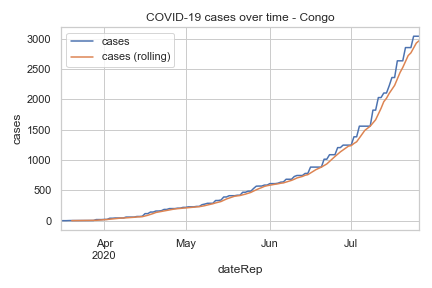 COVID-19 cases over time - Congo
cases
cases (rolling)
3000
2500
2000
1500
1000
500
0
cases
Apr
2020
May
Jun
Jul
dateRep